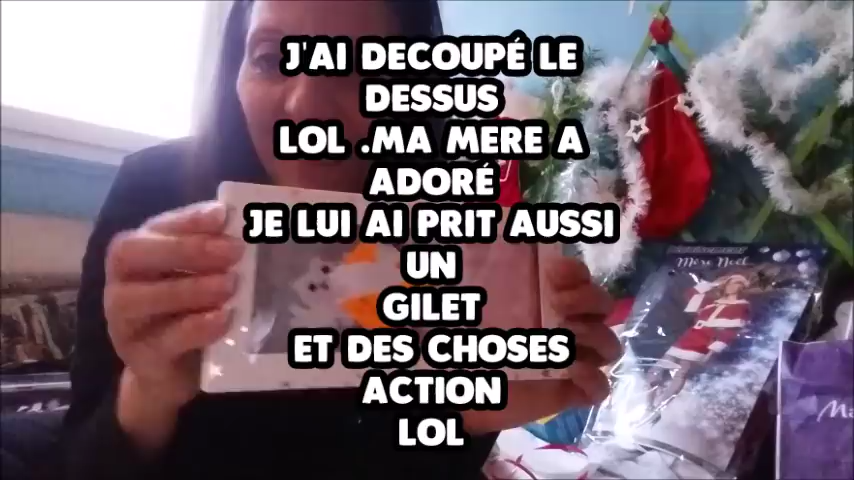 J'AI DECOUPÉ LE
DESSUS
LOL .MA MERE A
ADORÉ
JE LUI AI PRIT AUSSI
UN
GILET
ET DES CHOSES
ACTION
LOL
Mère Noël